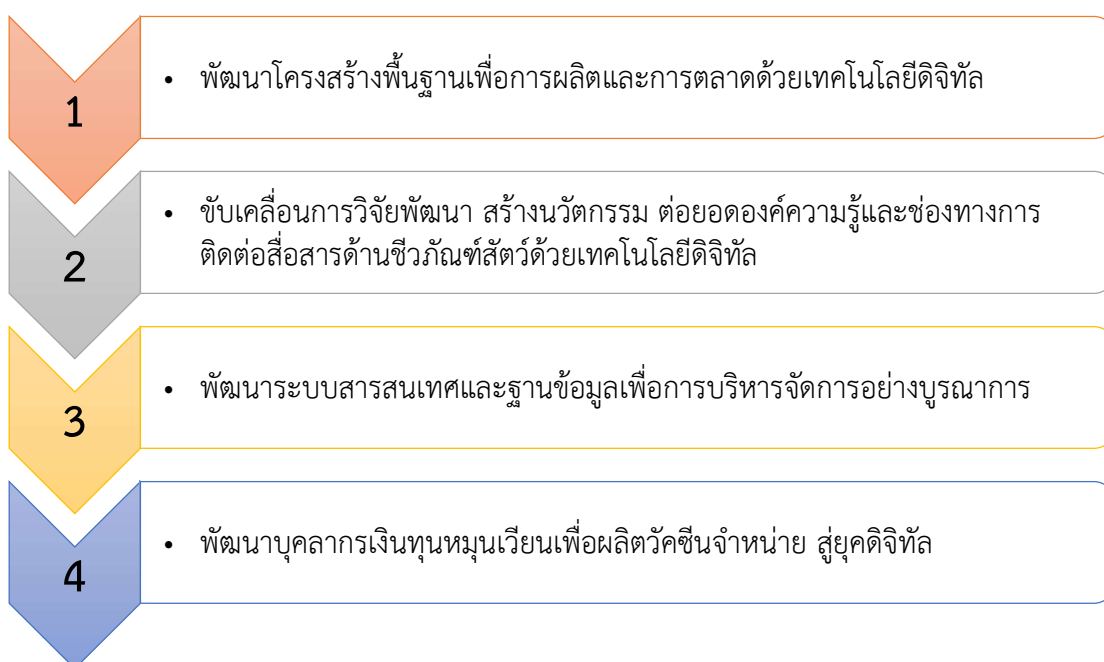 1
• พัฒนาโครงสร้างพื้นฐานเพื่อการผลิตและการตลาดด้วยเทคโนโลยีดิจิทัล
2
• ขับเคลื่อนการวิจัยพัฒนา สร้างนวัตกรรม ต่อยอดองค์ความรู้และช่องทางการ
ติดต่อสื่อสารด้านชีวภัณฑ์สัตว์ด้วยเทคโนโลยีดิจิทัล
3
• พัฒนาระบบสารสนเทศและฐานข้อมูลเพื่อการบริหารจัดการอย่างบูรณาการ
4
• พัฒนาบุคลากรเงินทุนหมุนเวียนเพื่อผลิตวัคซีนจำหน่าย สู่ยุคดิจิทัล